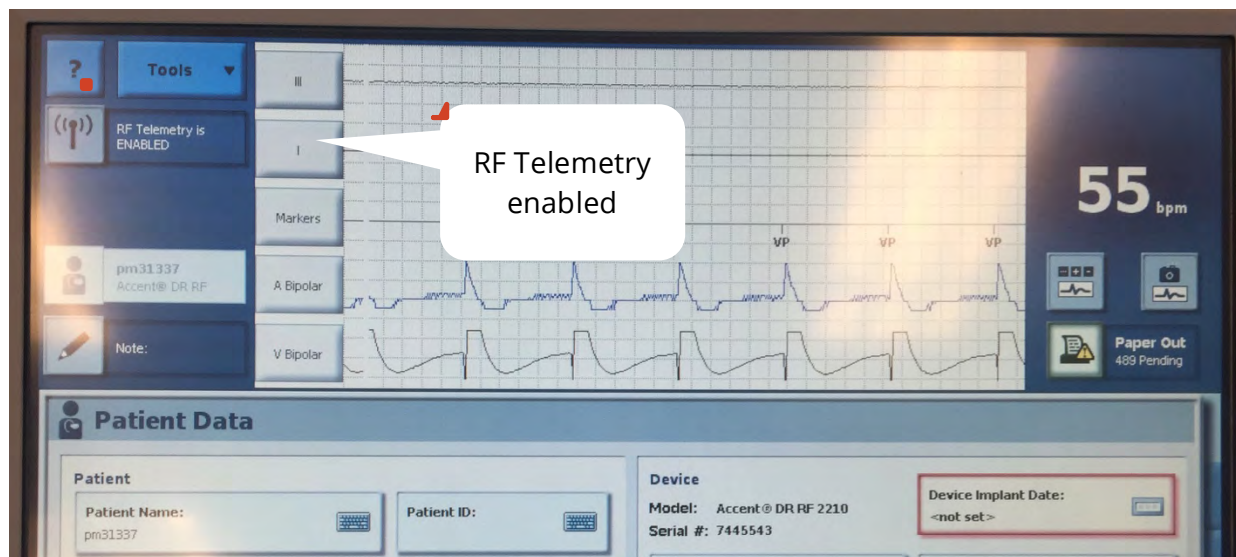 ?
Tools
III
RF Telemetry is
ENABLED
I
RF Telemetry
enabled
55 bpm
Markers
VP VP VP
pm31337
Accent® DR RF
A Bipolar
Note:
V Bipolar
Paper Out
489 Pending
Patient Data
Patient
Device
Patient Name:
pm31337
Patient ID:
Model: Accent® DR RF 2210
Serial #: 7445543
Device Implant Date:
<not set>